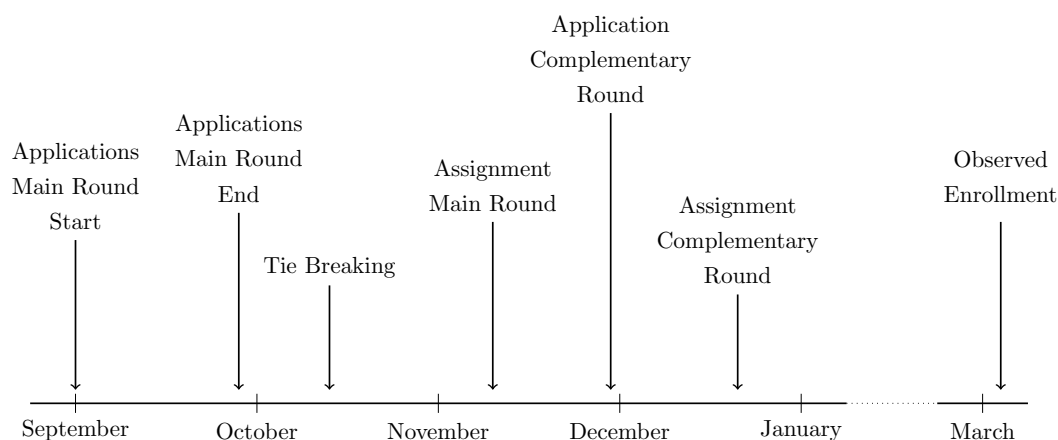 Applications
Main Round
Start
Applications
Main Round
End
Tie Breaking
Assignment
Main Round
Application
Complementary
Round
Assignment
Complementary
Round
Observed
Enrollment
September
October
November
December
January
March